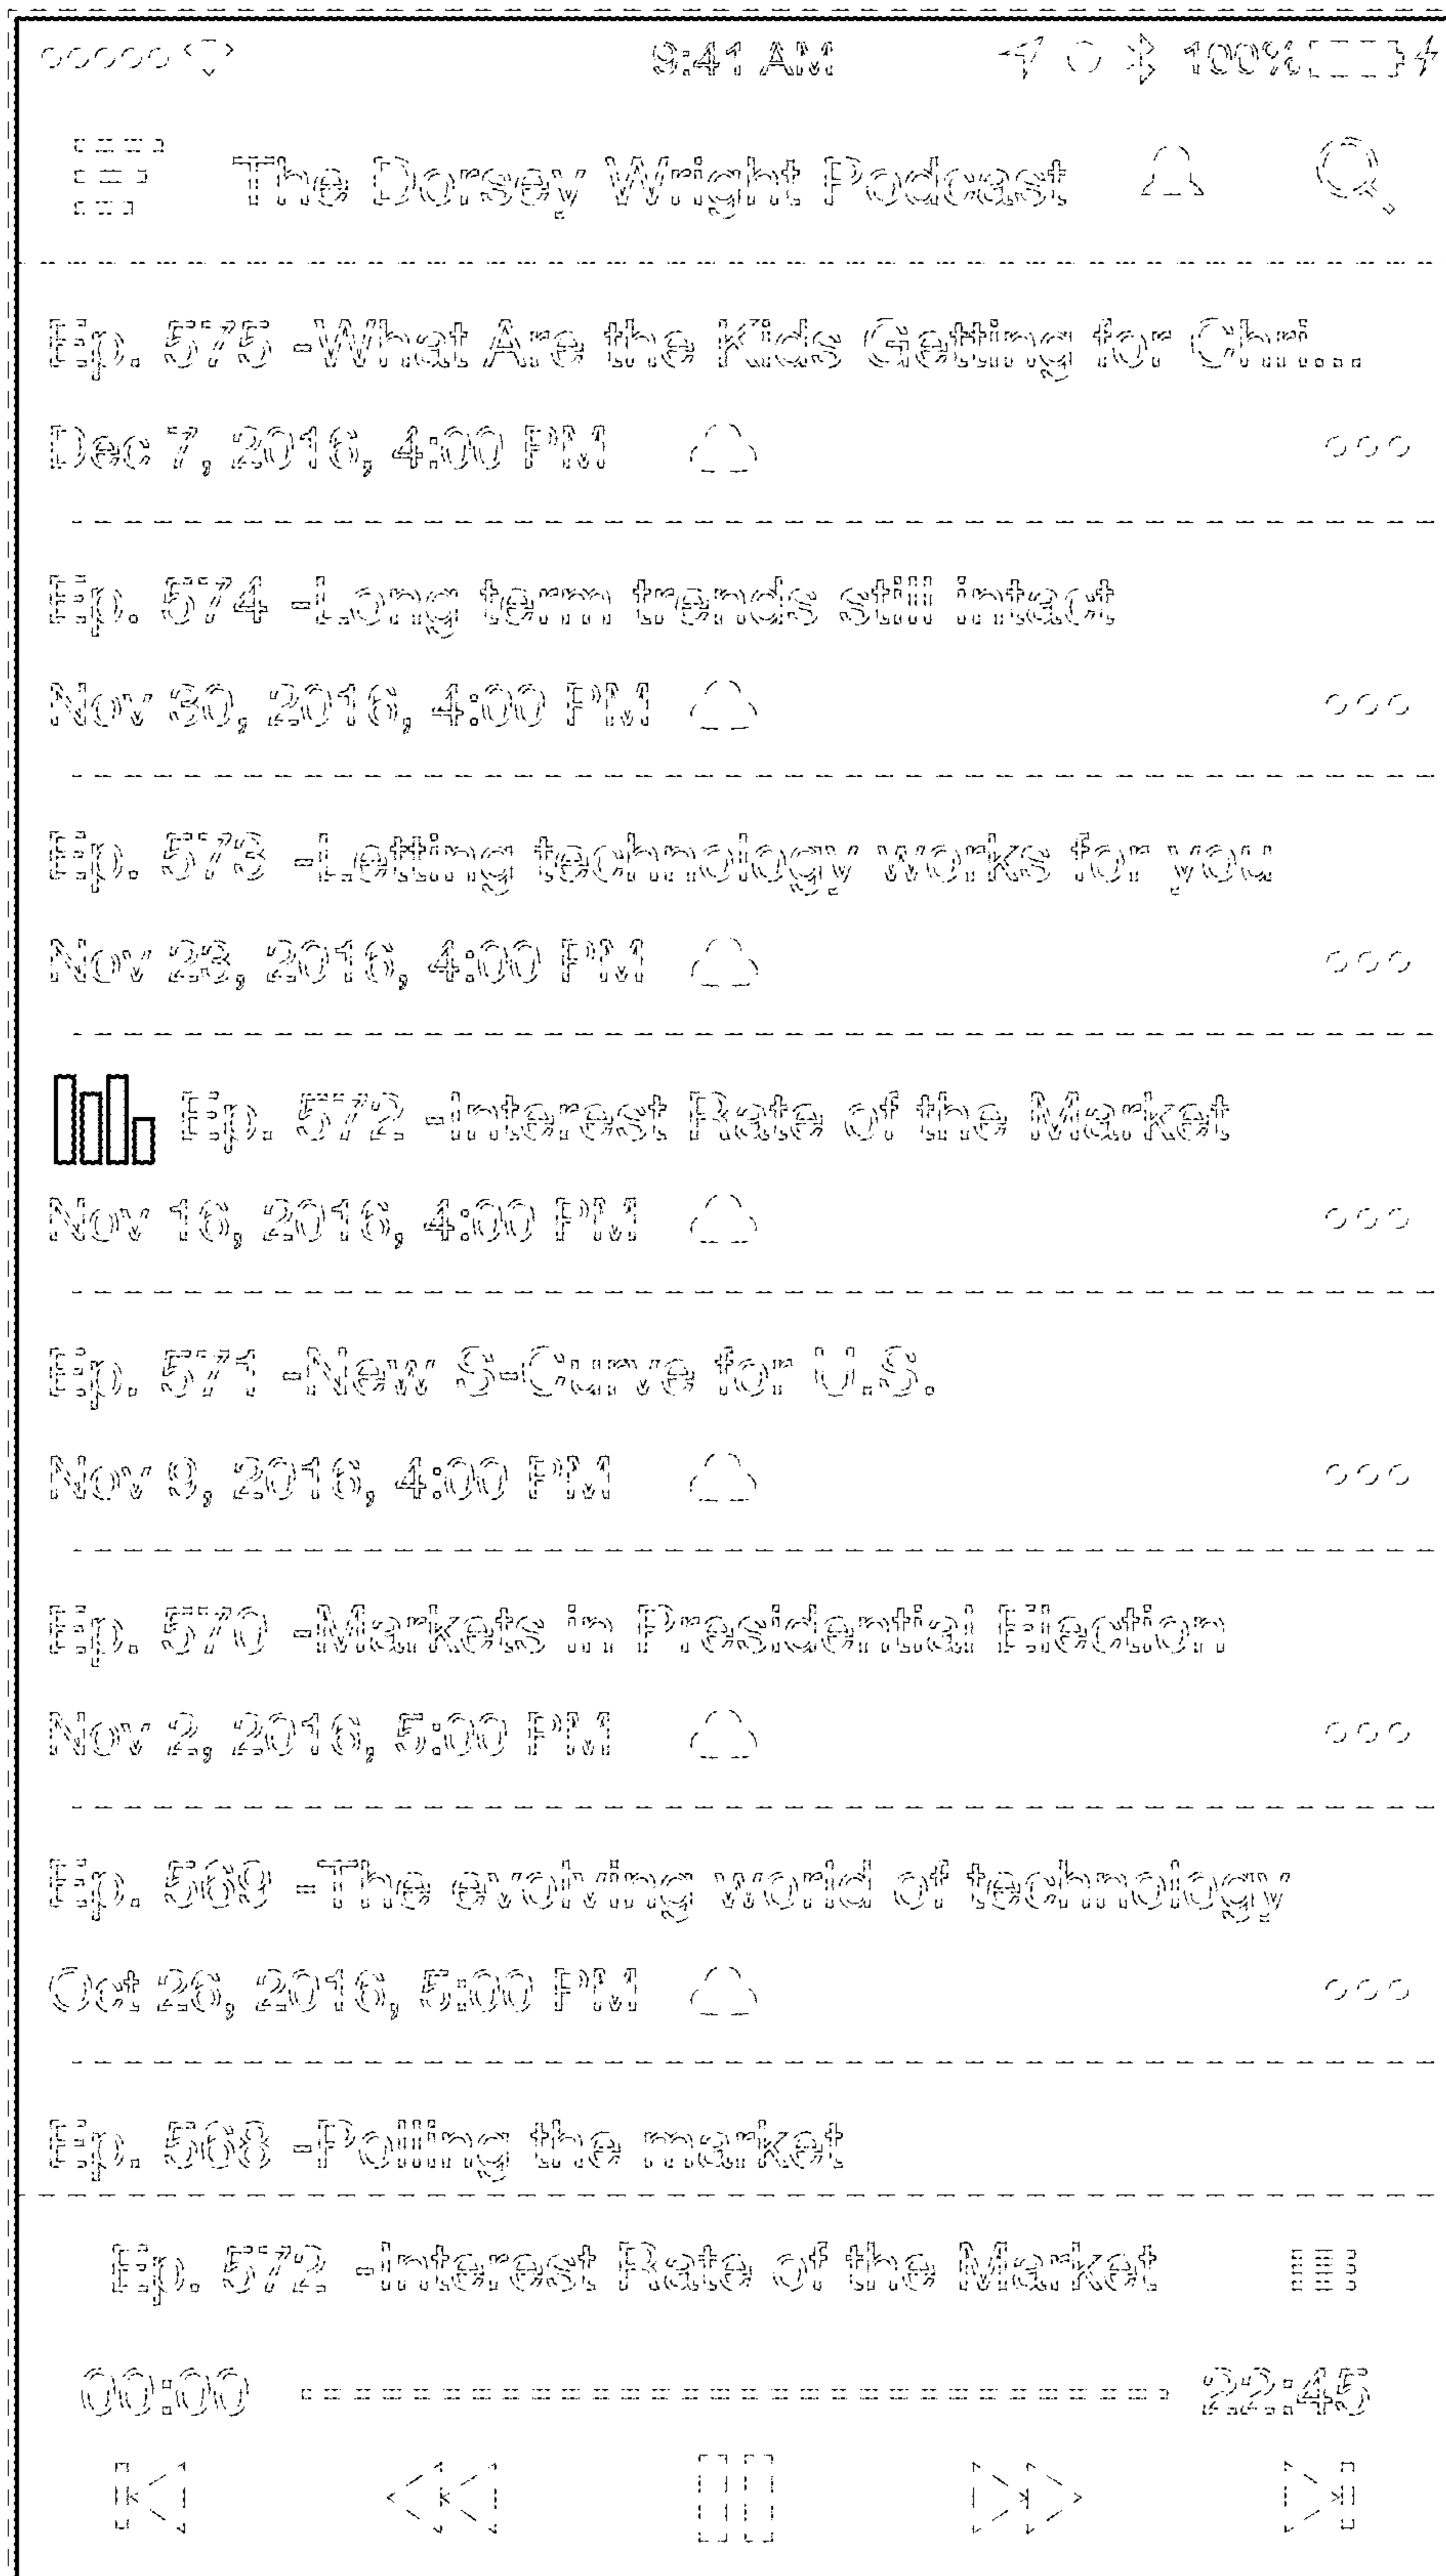 9:41 AM 100%
The Dorsey Wright Podcast
Ep. 575 -What Are the Kids Getting for Chri...
Dec 7, 2016, 4:00 PM
Ep. 574 -Long term trends still intact
Nov 30, 2016, 4:00 PM
Ep. 573 -Letting technology works for you
Nov 23, 2016, 4:00 PM
Ep. 572 -Interest Rate of the Market
Nov 16, 2016, 4:00 PM
Ep. 571 -New S-Curve for U.S.
Nov 9, 2016, 4:00 PM
Ep. 570 -Markets in Presidential Election
Nov 2, 2016, 5:00 PM
Ep. 569 -The evolving world of technology
Oct 26, 2016, 5:00 PM
Ep. 568 -Polling the market
Ep. 572 -Interest Rate of the Market
00:00 22:45